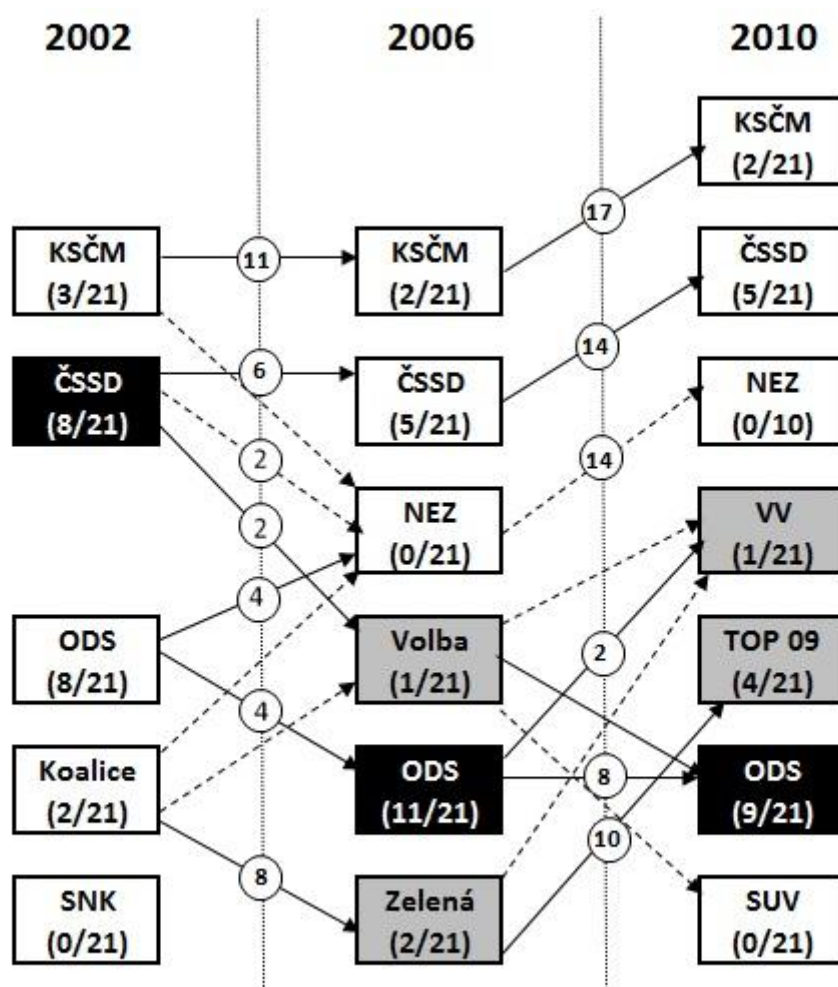 2002 2006 2010
KSČM
(2/21)
17
KSČM
(3/21)
11
KSČM
(2/21)
ČSSD
(5/21)
14
ČSSD
(8/21)
6
ČSSD
(5/21)
NEZ
(0/10)
2
14
2
NEZ
(0/21)
VV
(1/21)
4
ODS
(8/21)
Volba
(1/21)
2
TOP 09
(4/21)
4
Koalice
(2/21)
ODS
(11/21)
8
ODS
(9/21)
10
8
SNK
(0/21)
Zelená
(2/21)
SUV
(0/21)